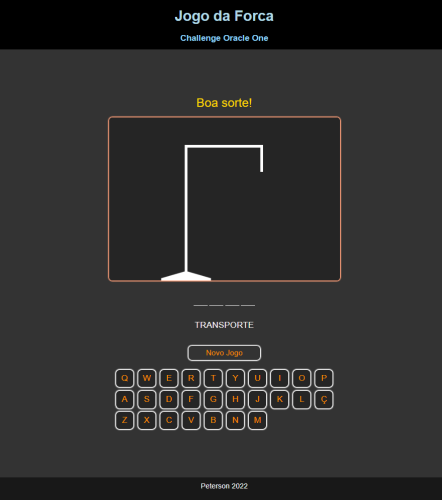 Jogo da Forca
Challenge Oracle One
Boa sorte!
TRANSPORTE
Novo Jogo
Q W E R T Y U I O P
A S D F G H J K L Ç
Z X C V B N M
Peterson 2022